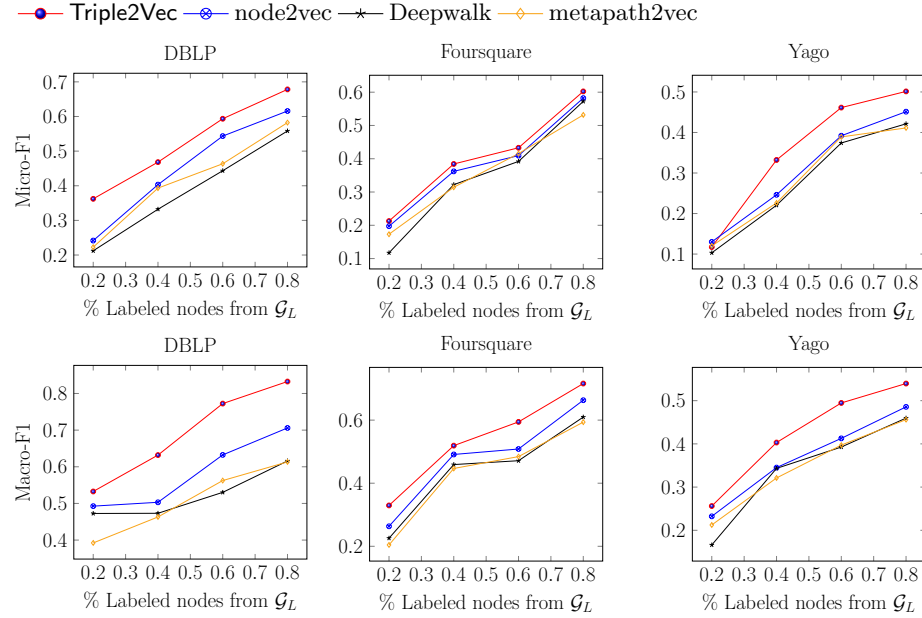 Triple2Vec node2vec Deepwalk metapath2vec
DBLP Foursquare Yago
Micro-F1
0.7
0.6
0.5
0.4
0.3
0.2
0.2 0.3 0.4 0.5 0.6 0.7 0.8
% Labeled nodes from 𝒢_L
0.6
0.5
0.4
0.3
0.2
0.1
0.2 0.3 0.4 0.5 0.6 0.7 0.8
% Labeled nodes from 𝒢_L
0.5
0.4
0.3
0.2
0.1
0.2 0.3 0.4 0.5 0.6 0.7 0.8
% Labeled nodes from 𝒢_L
DBLP Foursquare Yago
Macro-F1
0.8
0.7
0.6
0.5
0.4
0.2 0.3 0.4 0.5 0.6 0.7 0.8
% Labeled nodes from 𝒢_L
0.6
0.4
0.2
0.2 0.3 0.4 0.5 0.6 0.7 0.8
% Labeled nodes from 𝒢_L
0.5
0.4
0.3
0.2
0.2 0.3 0.4 0.5 0.6 0.7 0.8
% Labeled nodes from 𝒢_L